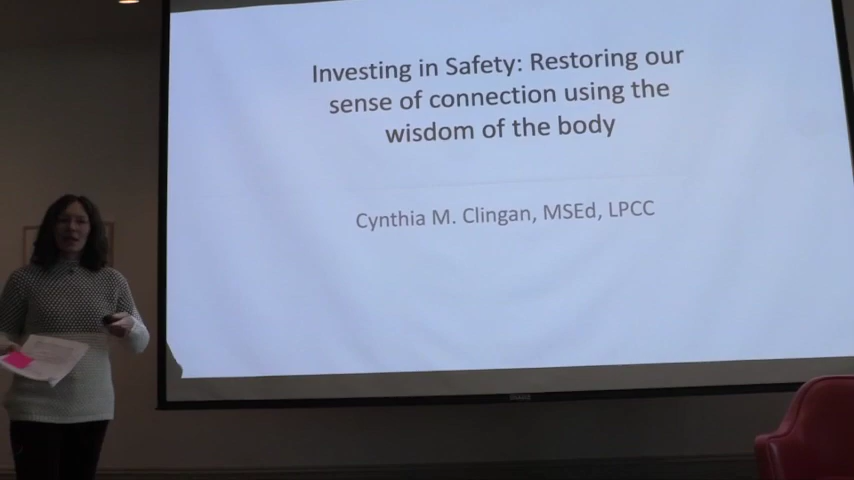 Investing in Safety: Restoring our
sense of connection using the
wisdom of the body
Cynthia M. Clingan, MSEd, LPCC